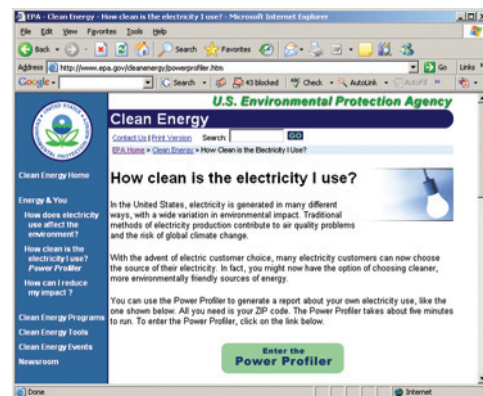 EPA - Clean Energy - How clean is the electricity I use? - Microsoft Internet Explorer
File Edit View Favorites Tools Help
Back Search Favorites
Address http://www.epa.gov/cleanenergy/powerprofiler.htm Go Links »
Google - Search 43 blocked Check AutoLink AutoFill »
U.S. Environmental Protection Agency
Clean Energy
Contact Us | Print Version Search: GO
EPA Home > Clean Energy > How Clean is the Electricity I Use?
UNITED STATES
ENVIRONMENTAL PROTECTION
Clean Energy Home
Energy & You
How does electricity
use affect the
environment?
How clean is the
electricity I use?
Power Profiler
How can I reduce
my impact ?
Clean Energy Programs
Clean Energy Tools
Clean Energy Events
Newsroom
How clean is the electricity I use?
In the United States, electricity is generated in many different
ways, with a wide variation in environmental impact. Traditional
methods of electricity production contribute to air quality problems
and the risk of global climate change.
With the advent of electric customer choice, many electricity customers can now choose
the source of their electricity. In fact, you might now have the option of choosing cleaner,
more environmentally friendly sources of energy.
You can use the Power Profiler to generate a report about your own electricity use, like the
one shown below. All you need is your ZIP code. The Power Profiler takes about five minutes
to run. To enter the Power Profiler, click on the link below.
Enter the
Power Profiler
Done Internet